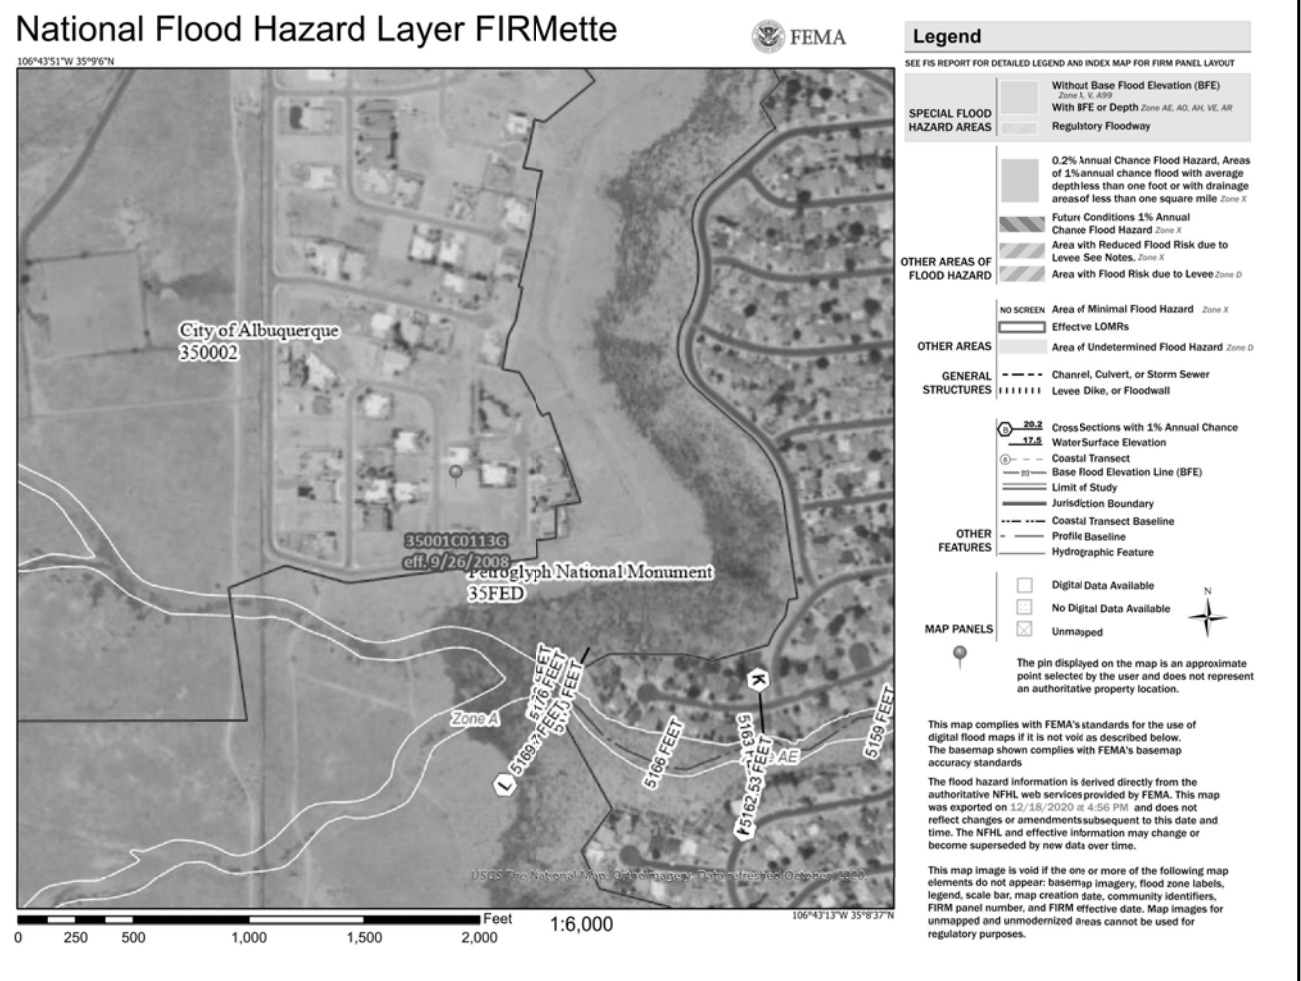 National Flood Hazard Layer FIRMette
FEMA
Legend
106°43'51"W 35°9'6"N
SEE FIS REPORT FOR DETAILED LEGEND AND INDEX MAP FOR FIRM PANEL LAYOUT
SPECIAL FLOOD
HAZARD AREAS
Without Base Flood Elevation (BFE)
Zone A, V, A99
With BFE or Depth Zone AE, AO, AH, VE, AR
Regulatory Floodway
0.2% Annual Chance Flood Hazard, Areas
of 1% annual chance flood with average
depth less than one foot or with drainage
areas of less than one square mile Zone X
Future Conditions 1% Annual
Chance Flood Hazard Zone X
Area with Reduced Flood Risk due to
Levee See Notes. Zone X
Area with Flood Risk due to Levee Zone D
OTHER AREAS OF
FLOOD HAZARD
NO SCREEN Area of Minimal Flood Hazard Zone X
Effective LOMRs
OTHER AREAS
Area of Undetermined Flood Hazard Zone D
GENERAL
STRUCTURES
Channel, Culvert, or Storm Sewer
Levee Dike, or Floodwall
B 20.2 Cross Sections with 1% Annual Chance
17.5 Water Surface Elevation
8 Coastal Transect
513 Base Flood Elevation Line (BFE)
Limit of Study
Jurisdiction Boundary
Coastal Transect Baseline
OTHER
FEATURES
Profile Baseline
Hydrographic Feature
Digital Data Available
No Digital Data Available
Unmapped
MAP PANELS
N
The pin displayed on the map is an approximate
point selected by the user and does not represent
an authoritative property location.
This map complies with FEMA's standards for the use of
digital flood maps if it is not void as described below.
The basemap shown complies with FEMA's basemap
accuracy standards
The flood hazard information is derived directly from the
authoritative NFHL web services provided by FEMA. This map
was exported on 12/18/2020 at 4:56 PM and does not
reflect changes or amendments subsequent to this date and
time. The NFHL and effective information may change or
become superseded by new data over time.
This map image is void if the one or more of the following map
elements do not appear: basemap imagery, flood zone labels,
legend, scale bar, map creation date, community identifiers,
FIRM panel number, and FIRM effective date. Map images for
unmapped and unmodernized areas cannot be used for
regulatory purposes.
City of Albuquerque
350002
35001C0113G
eff. 9/26/2008
Petroglyph National Monument
35FED
Zone A
5176 FEET
L
5166 FEET
K
5163
5162.53 FEET
AE
5159 FEET
USGS The National Map: Orthoimagery. Data refreshed October, 2020
106°43'13"W 35°8'37"N
Feet
1:6,000
0 250 500 1,000 1,500 2,000